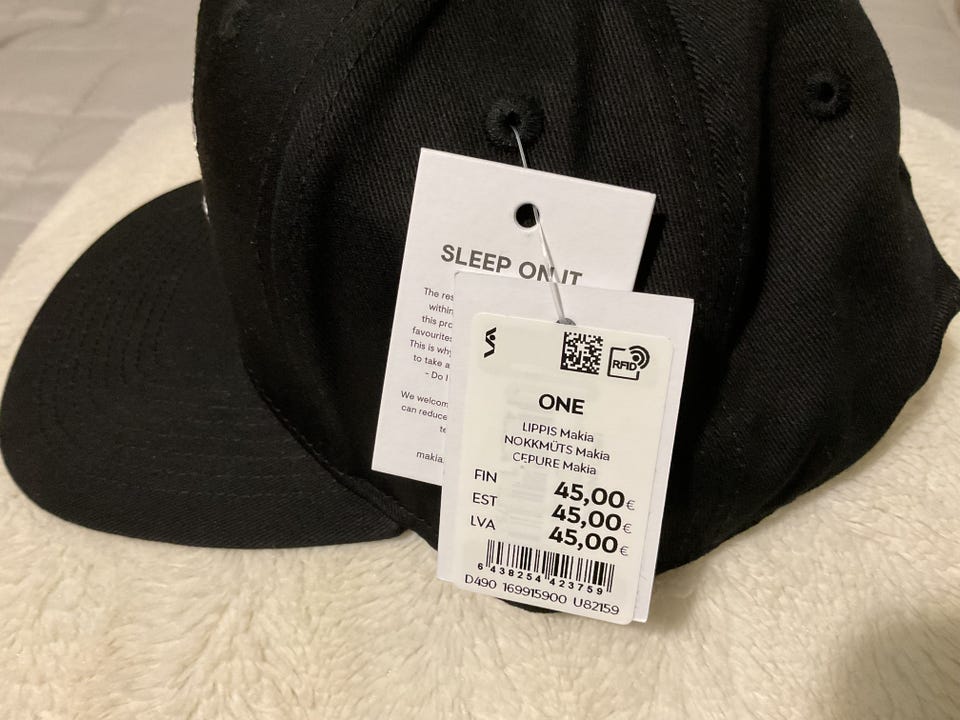 SLEEP ON IT
The res
within
this pro
favourites
This is why
to take a
- Do I
We welcom
can reduce
te
makia.
RFID
ONE
LIPPIS Makia
NOKKMÜTS Makia
CEPURE Makia
FIN 45,00€
EST 45,00€
LVA 45,00€
6 438254 423759
D490 169915900 U82159